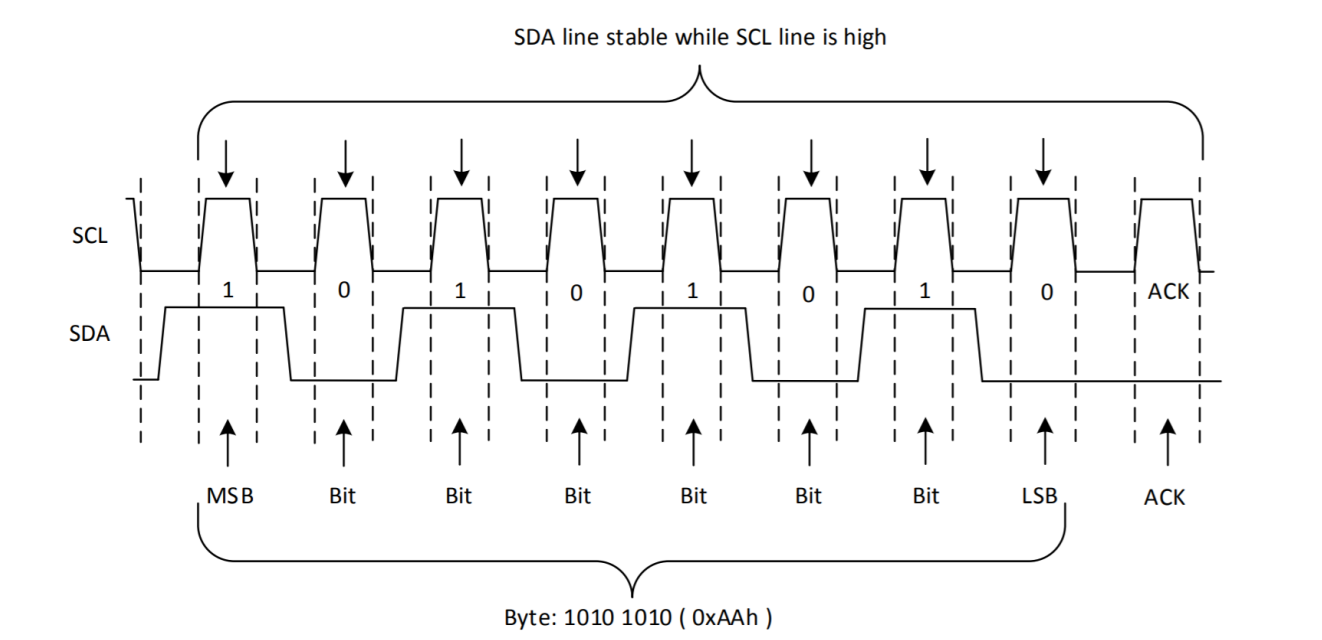 SDA line stable while SCL line is high
SCL
1 0 1 0 1 0 1 0 ACK
SDA
MSB Bit Bit Bit Bit Bit Bit LSB ACK
Byte: 1010 1010 ( 0xAAh )